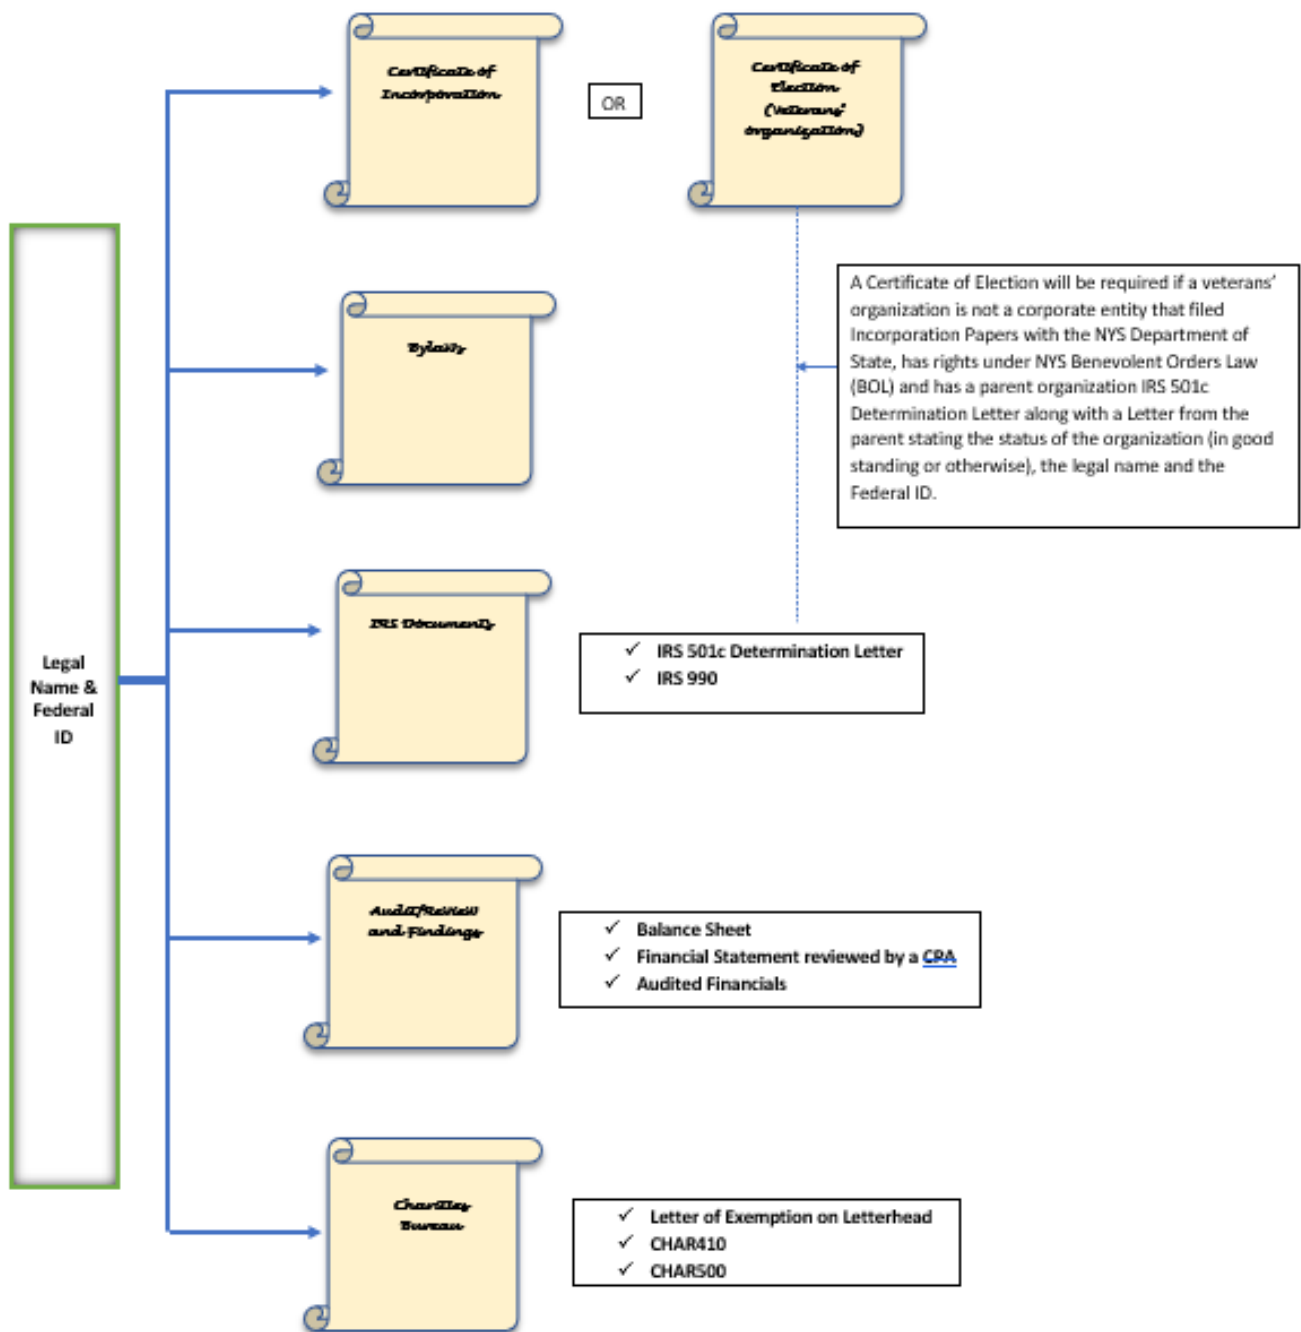 Certificate of
Incorporation
OR
Certificate of
Election
(Veterans'
organization)
A Certificate of Election will be required if a veterans'
organization is not a corporate entity that filed
Incorporation Papers with the NYS Department of
State, has rights under NYS Benevolent Orders Law
(BOL) and has a parent organization IRS 501c
Determination Letter along with a Letter from the
parent stating the status of the organization (in good
standing or otherwise), the legal name and the
Federal ID.
Bylaws
IRS Documents
✓ IRS 501c Determination Letter
✓ IRS 990
Legal
Name &
Federal
ID
Audit/Review
and Findings
✓ Balance Sheet
✓ Financial Statement reviewed by a CPA
✓ Audited Financials
Charities
Bureau
✓ Letter of Exemption on Letterhead
✓ CHAR410
✓ CHAR500